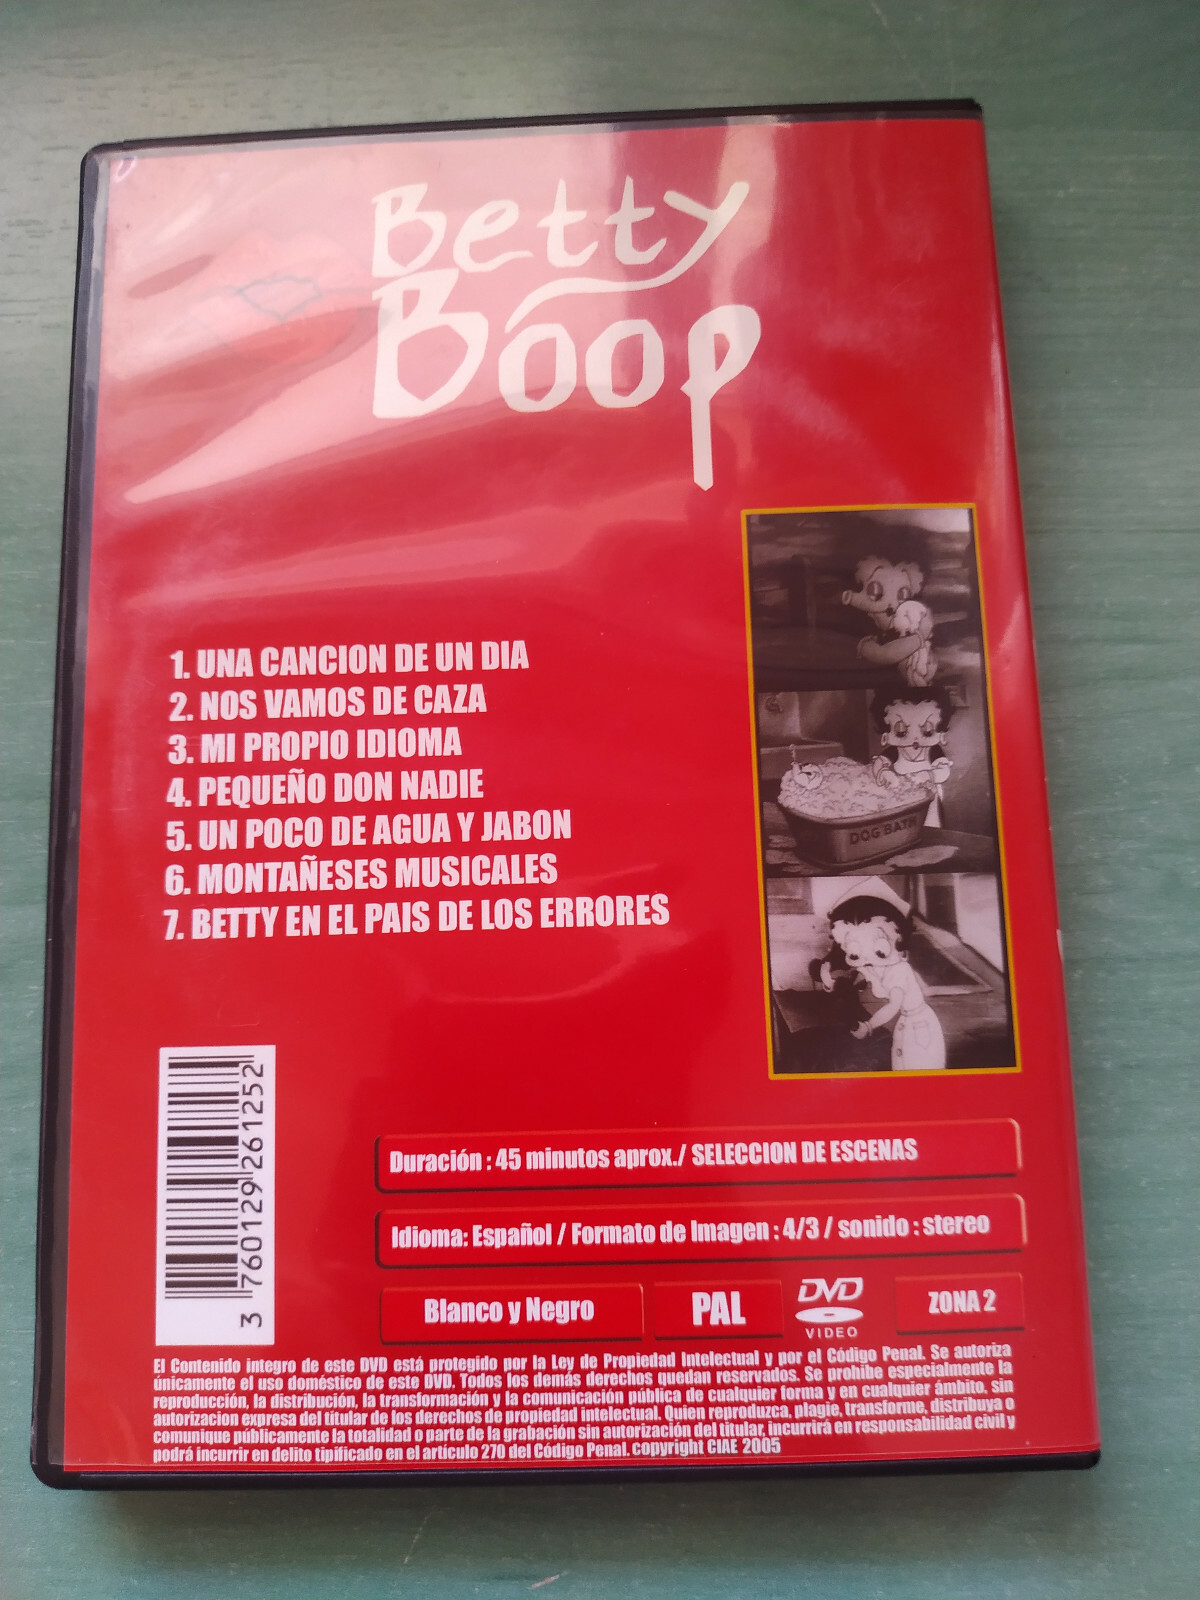 Betty
Boop
1. UNA CANCION DE UN DIA
2. NOS VAMOS DE CAZA
3. MI PROPIO IDIOMA
4. PEQUEÑO DON NADIE
5. UN POCO DE AGUA Y JABON
6. MONTAÑESES MUSICALES
7. BETTY EN EL PAIS DE LOS ERRORES
DOG BATH
3 760129 261252
Duración : 45 minutos aprox./ SELECCION DE ESCENAS
Idioma: Español / Formato de Imagen : 4/3 / sonido : stereo
Blanco y Negro
PAL
DVD
VIDEO
ZONA 2
El Contenido integro de este DVD está protegido por la Ley de Propiedad Intelectual y por el Código Penal. Se autoriza
únicamente el uso doméstico de este DVD. Todos los demás derechos quedan reservados. Se prohibe especialmente la
reproducción, la distribución, la transformación y la comunicación pública de cualquier forma y en cualquier ámbito, sin
autorizacion expresa del titular de los derechos de propiedad intelectual. Quien reproduzca, plagie, transforme, distribuya o
comunique públicamente la totalidad o parte de la grabación sin autorización del titular, incurrirá en responsabilidad civil y
podrá incurrir en delito tipificado en el artículo 270 del Código Penal. copyright CIAE 2005